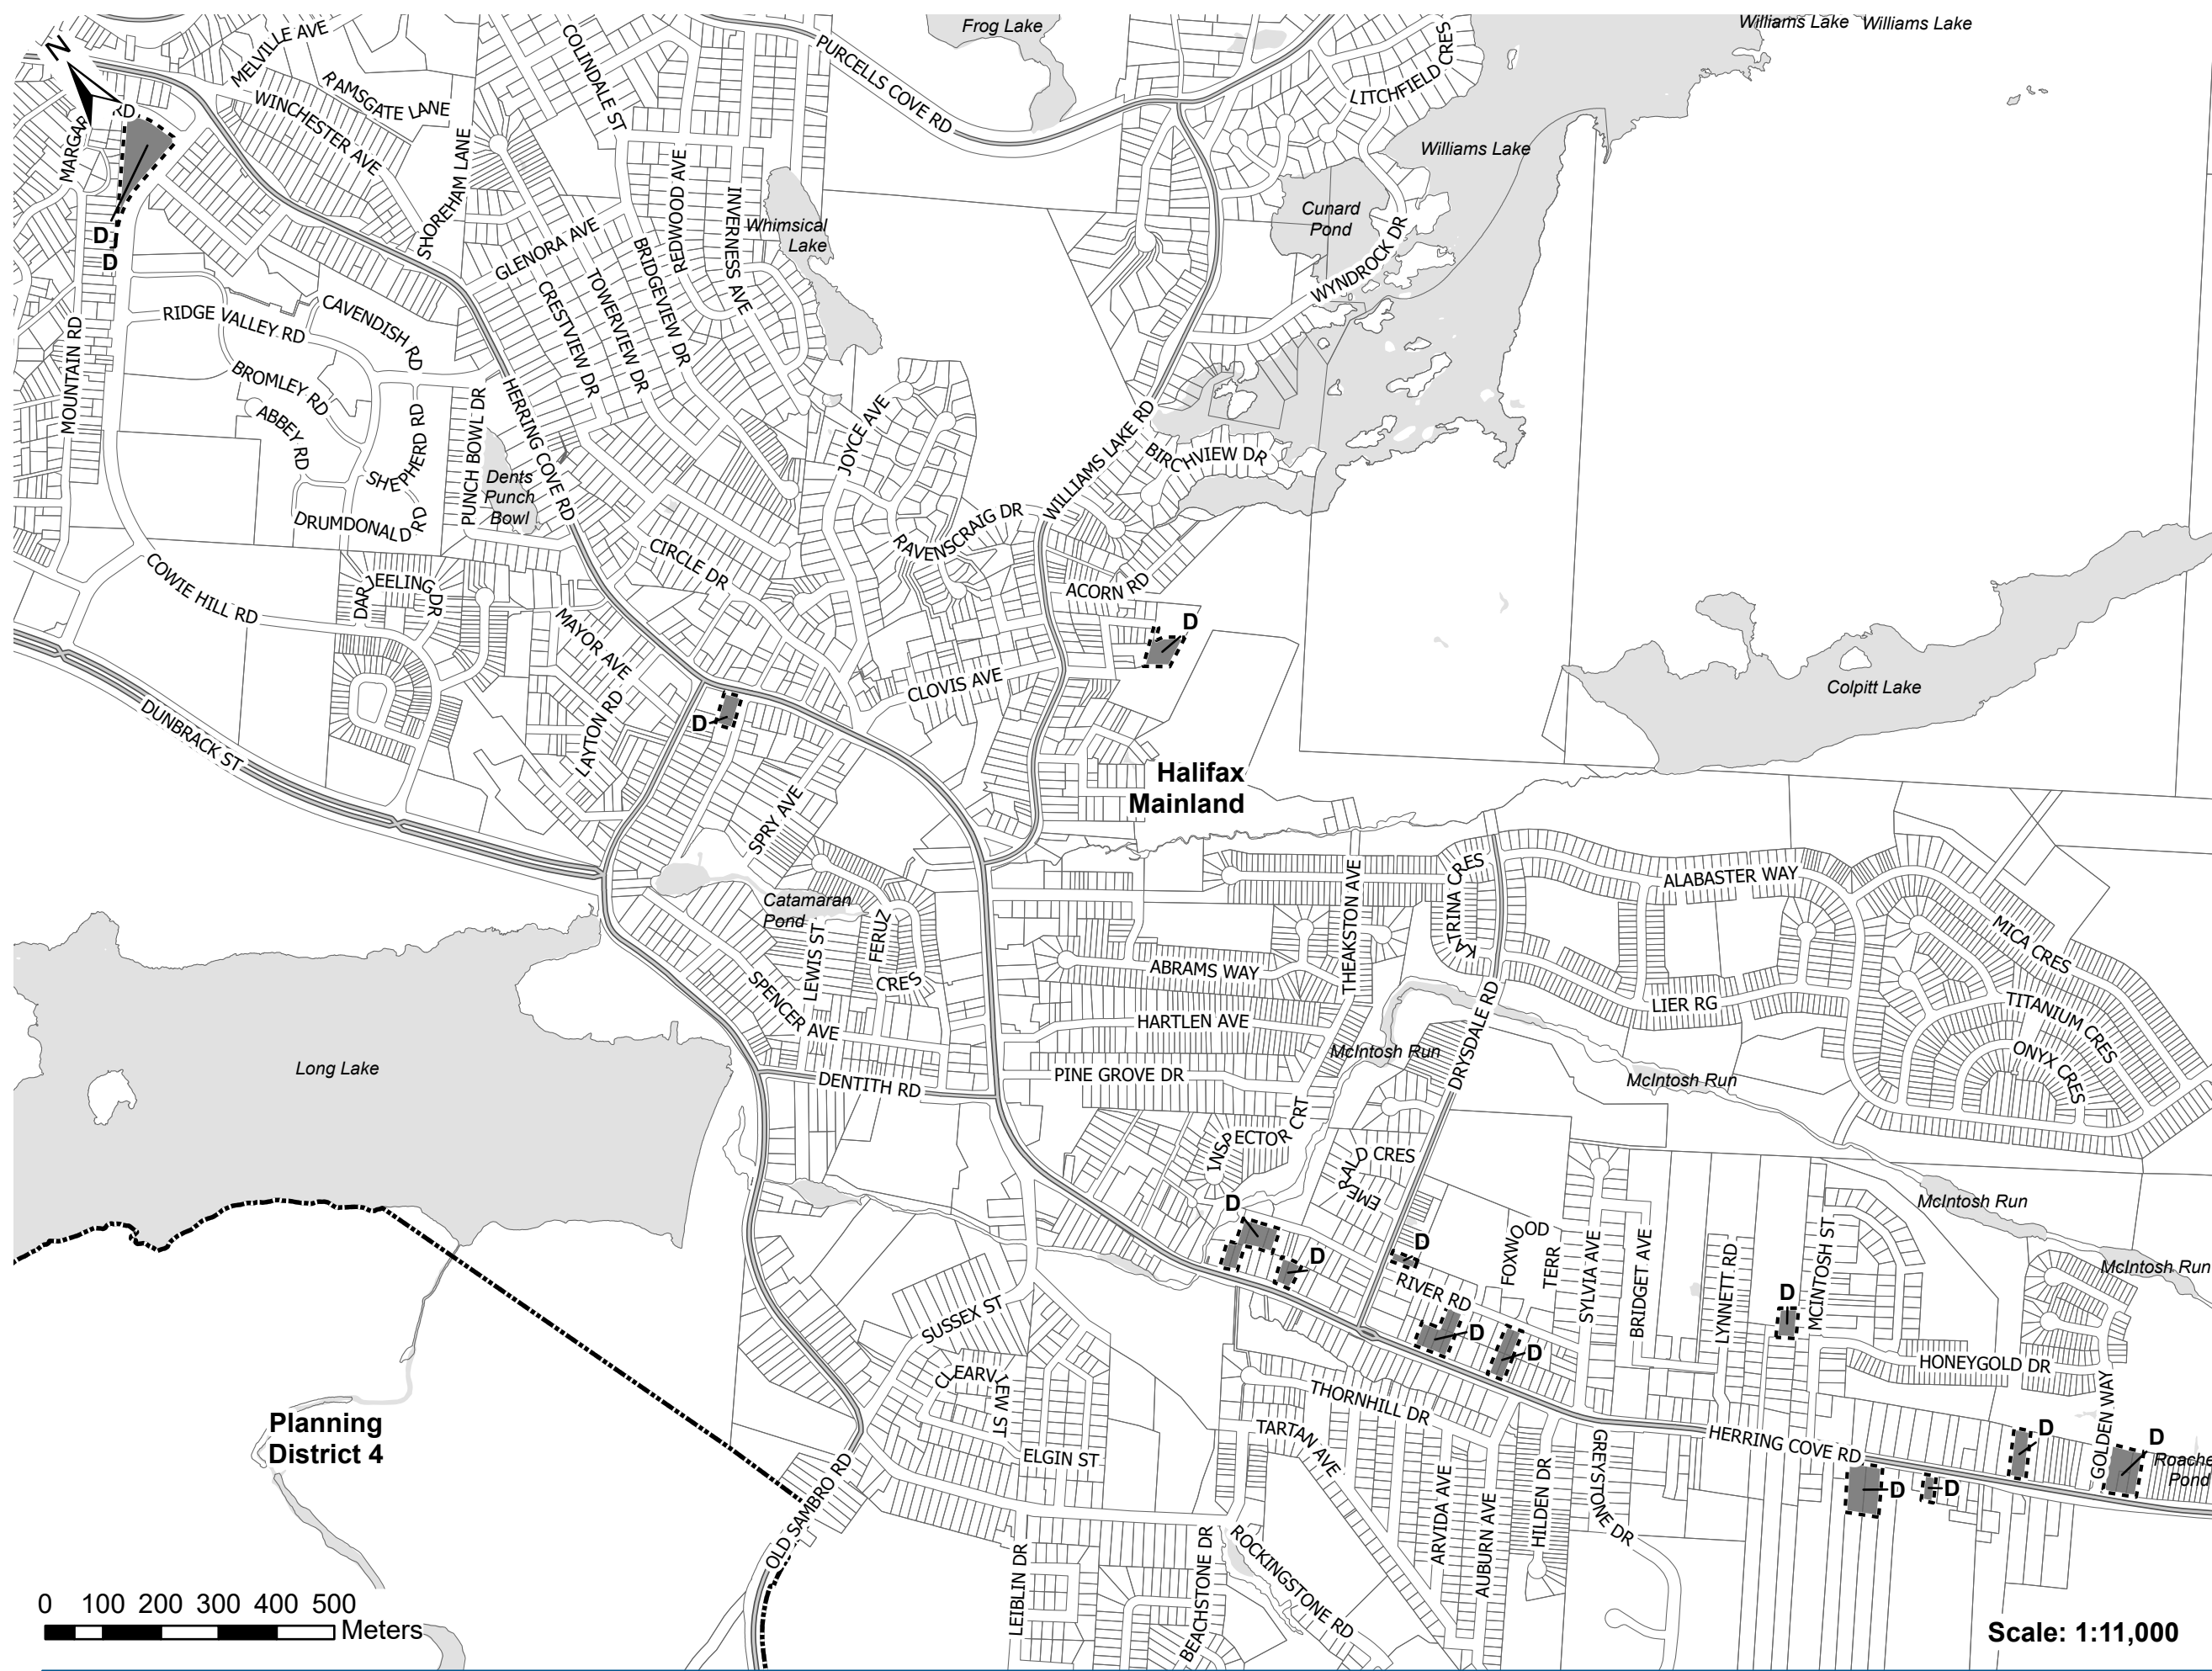 Frog Lake
Williams Lake
Williams Lake
N
MELVILLE AVE
RAMSGATE LANE
WINCHESTER AVE
COLINDALE ST
PURCELLS COVE RD
LITCHFIELD CRES
RD
SHOREHAM LANE
REDWOOD AVE
INVERNESS AVE
Williams Lake
Whimsical
Lake
Cunard
Pond
WYNDROCK DR
D
D
GLENORA AVE
BRIDGEVIEW DR
TOWERVIEW DR
CRESTVIEW DR
MOUNTAIN RD
RIDGE VALLEY RD
CAVENDISH RD
BROMLEY RD
ABBEY RD
SHEPHERD RD
PUNCH BOWL DR
HERRING COVE RD
Dents
Punch
Bowl
DRUMDONALD RD
JOYCE AVE
WILLIAMS LAKE RD
BIRCHVIEW DR
RAVENSCRAIG DR
CIRCLE DR
ACORN RD
COWIE HILL RD
DARJEELING DR
MAYOR AVE
D
CLOVIS AVE
LAYTON RD
D
DUNBRACK ST
Colpitt Lake
Halifax
Mainland
SPRY AVE
Catamaran
Pond
LEWIS ST
FERUZ
CRES
SPENCER AVE
THEAKSTON AVE
KATRINA CRES
ALABASTER WAY
MICA CRES
ABRAMS WAY
LIER RG
TITANIUM CRES
HARTLEN AVE
DRYSDALE RD
ONYX CRES
Long Lake
McIntosh Run
McIntosh Run
PINE GROVE DR
DENTITH RD
INSPECTOR CRT
EMERALD CRES
McIntosh Run
D
D
D
FOXWOOD
TERR
SYLVIA AVE
BRIDGET AVE
LYNNETT RD
MCINTOSH ST
McIntosh Run
RIVER RD
D
D
D
SUSSEX ST
CLEARVIEW ST
THORNHILL DR
HONEYGOLD DR
GOLDEN WAY
Planning
District 4
TARTAN AVE
ELGIN ST
HERRING COVE RD
D
D
D
D
Pond
GREYSTONE DR
HILDEN DR
ARVIDA AVE
AUBURN AVE
OLD SAMBRO RD
LEIBLIN DR
BEACHSTONE DR
ROCKINGSTONE RD
0 100 200 300 400 500
Meters
Scale: 1:11,000